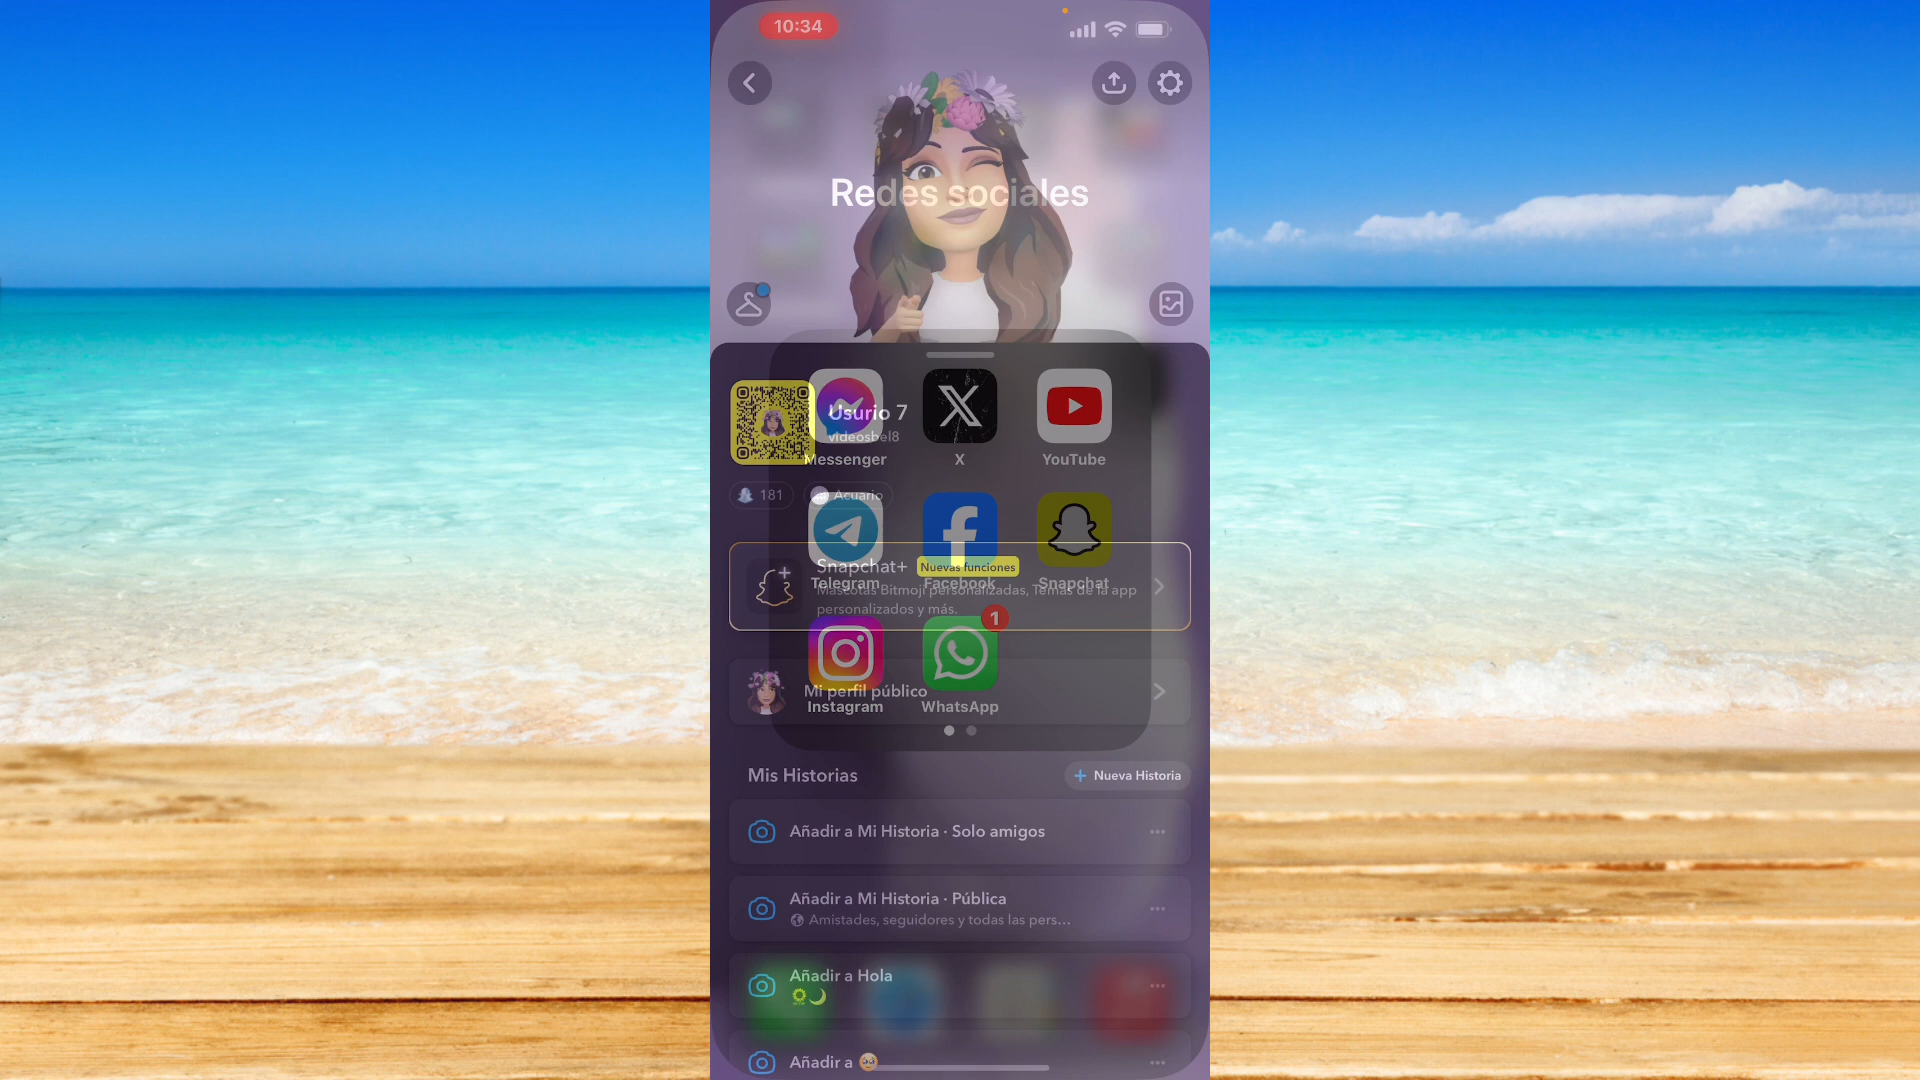 10:34
Redes sociales
Usurio 7
videosbel8
Messenger
X
YouTube
181
Acuario
Snapchat+
Nuevas funciones
Telegram
Facebook
Snapchat
Mascotas Bitmoji personalizadas, Temas de la app
personalizados y más.
1
Mi perfil público
Instagram
WhatsApp
Mis Historias
+ Nueva Historia
Añadir a Mi Historia · Solo amigos
Añadir a Mi Historia · Pública
Amistades, seguidores y todas las pers...
Añadir a Hola
🌻🌙
Añadir a 🥹